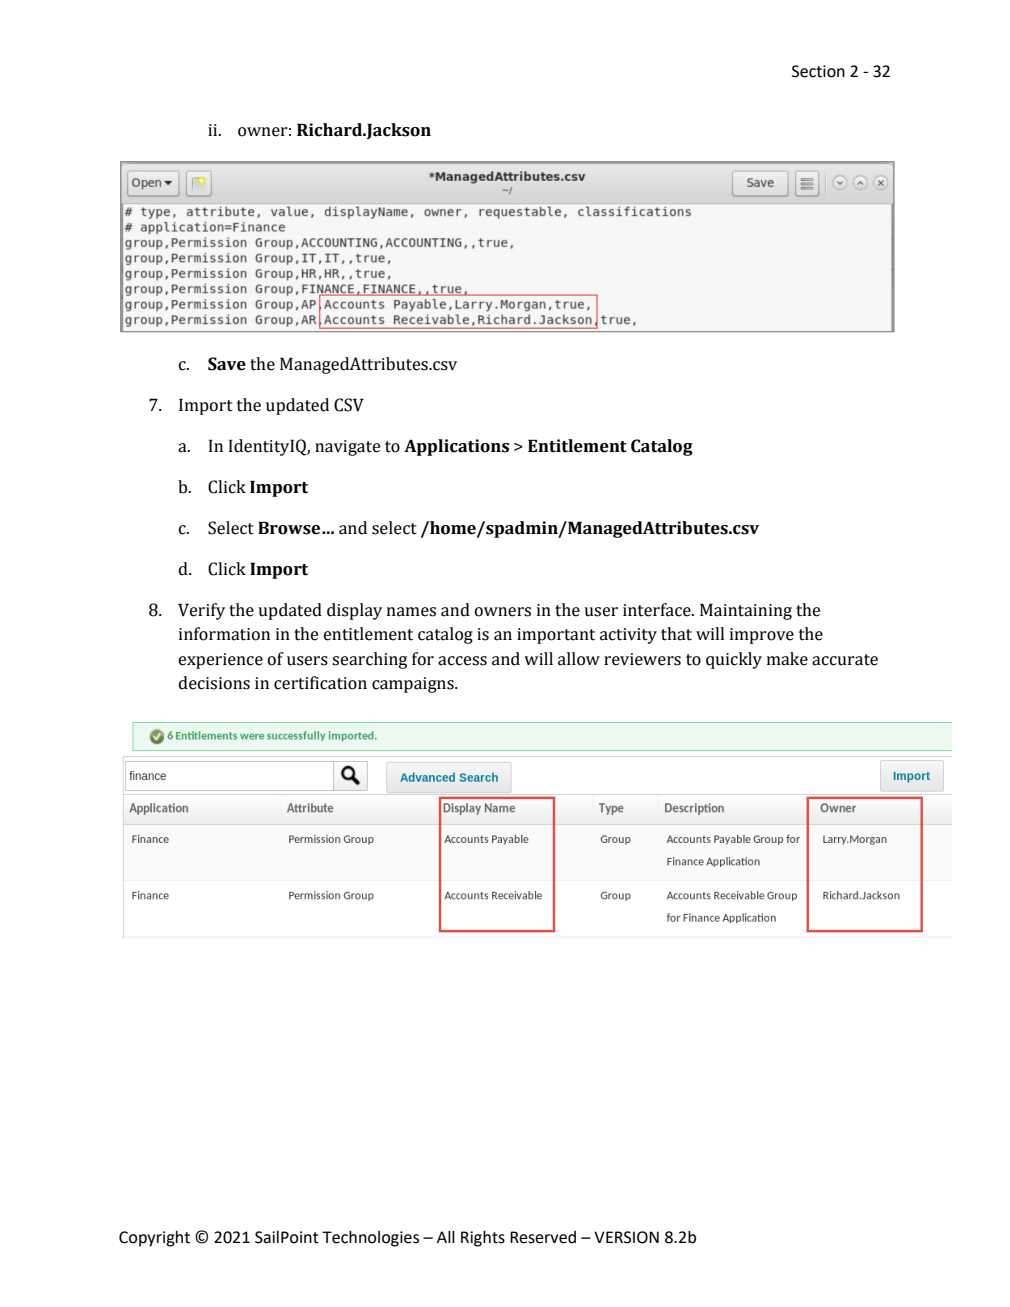 Section 2 - 32
ii. owner: Richard.Jackson
Open
*ManagedAttributes.csv
~/
Save
# type, attribute, value, displayName, owner, requestable, classifications
# application=Finance
group,Permission Group,ACCOUNTING,ACCOUNTING,,true,
group,Permission Group,IT,IT,,true,
group,Permission Group,HR,HR,,true,
group,Permission Group,FINANCE,FINANCE,,true,
group,Permission Group,AP,Accounts Payable,Larry.Morgan,true,
group,Permission Group,AR,Accounts Receivable,Richard.Jackson,true,
c. Save the ManagedAttributes.csv
7. Import the updated CSV
a. In IdentityIQ, navigate to Applications > Entitlement Catalog
b. Click Import
c. Select Browse... and select /home/spadmin/ManagedAttributes.csv
d. Click Import
8. Verify the updated display names and owners in the user interface. Maintaining the
information in the entitlement catalog is an important activity that will improve the
experience of users searching for access and will allow reviewers to quickly make accurate
decisions in certification campaigns.
6 Entitlements were successfully imported.
finance
Advanced Search
Import
Application Attribute Display Name Type Description Owner
Finance Permission Group Accounts Payable Group Accounts Payable Group for Larry.Morgan
Finance Application
Finance Permission Group Accounts Receivable Group Accounts Receivable Group Richard.Jackson
for Finance Application
Copyright © 2021 SailPoint Technologies – All Rights Reserved – VERSION 8.2b